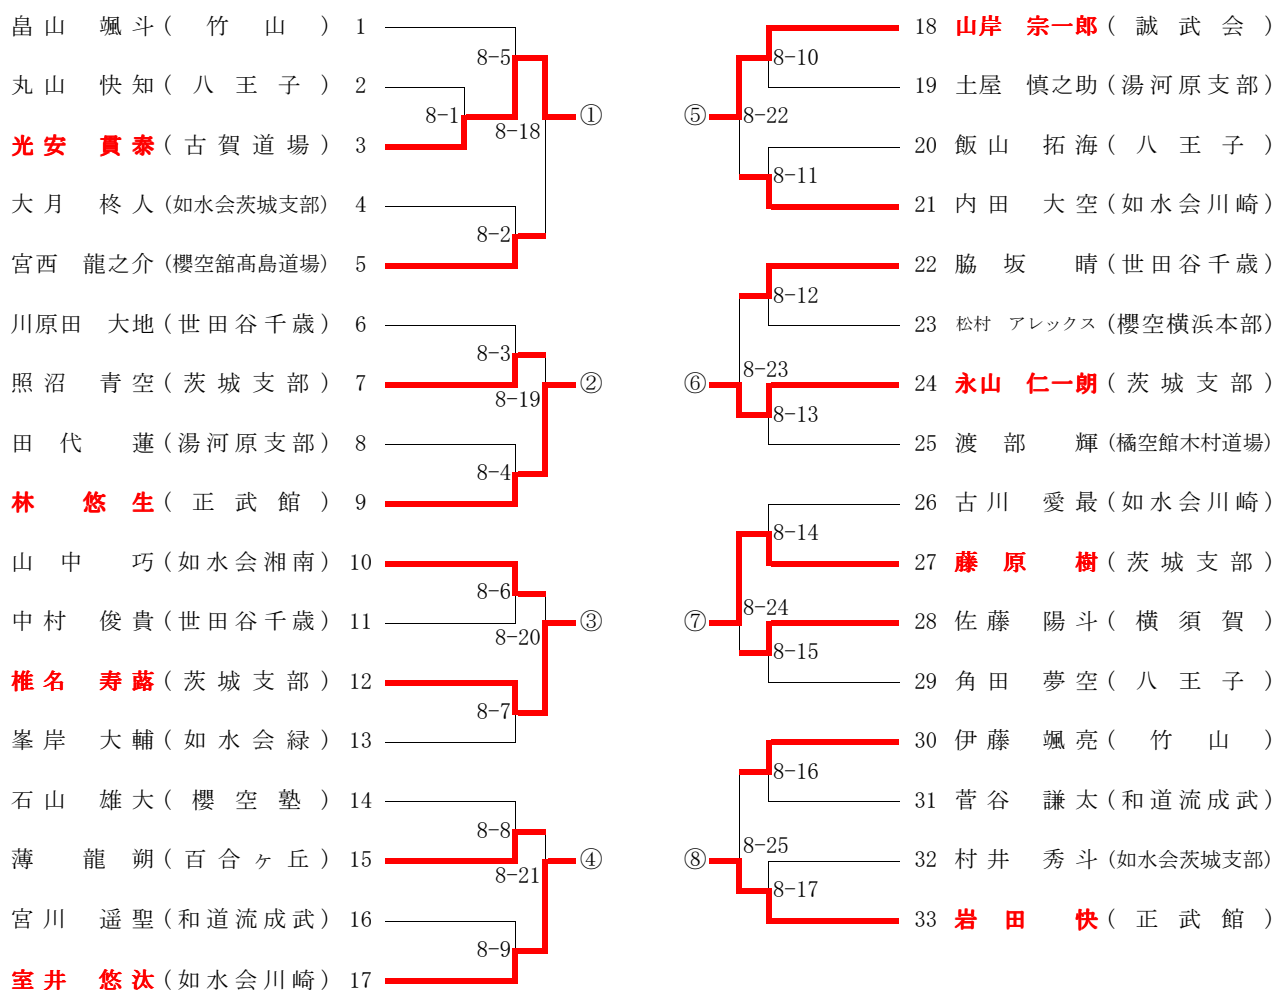 畠山 颯斗 (竹山) 1
丸山 快知 (八王子) 2
光安 貫泰 (古賀道場) 3
大月 柊人 (如水会茨城支部) 4
宮西 龍之介 (櫻空舘髙島道場) 5
川原田 大地 (世田谷千歳) 6
照沼 青空 (茨城支部) 7
田代 蓮 (湯河原支部) 8
林 悠生 (正武館) 9
山中 巧 (如水会湘南) 10
中村 俊貴 (世田谷千歳) 11
椎名 寿蕗 (茨城支部) 12
峯岸 大輔 (如水会緑) 13
石山 雄大 (櫻空塾) 14
薄 龍朔 (百合ヶ丘) 15
宮川 遥聖 (和道流成武) 16
室井 悠汰 (如水会川崎) 17
8-5
8-1
8-18
①
8-2
8-3
8-19
②
8-4
8-6
8-20
③
8-7
8-8
8-21
④
8-9
⑤
8-10
8-22
8-11
8-12
⑥
8-23
8-13
8-14
⑦
8-24
8-15
8-16
⑧
8-25
8-17
18 山岸 宗一郎 (誠武会)
19 土屋 慎之助 (湯河原支部)
20 飯山 拓海 (八王子)
21 内田 大空 (如水会川崎)
22 脇坂 晴 (世田谷千歳)
23 松村 アレックス (櫻空横浜本部)
24 永山 仁一朗 (茨城支部)
25 渡部 輝 (橘空館木村道場)
26 古川 愛最 (如水会川崎)
27 藤原 樹 (茨城支部)
28 佐藤 陽斗 (横須賀)
29 角田 夢空 (八王子)
30 伊藤 颯亮 (竹山)
31 菅谷 謙太 (和道流成武)
32 村井 秀斗 (如水会茨城支部)
33 岩田 快 (正武館)